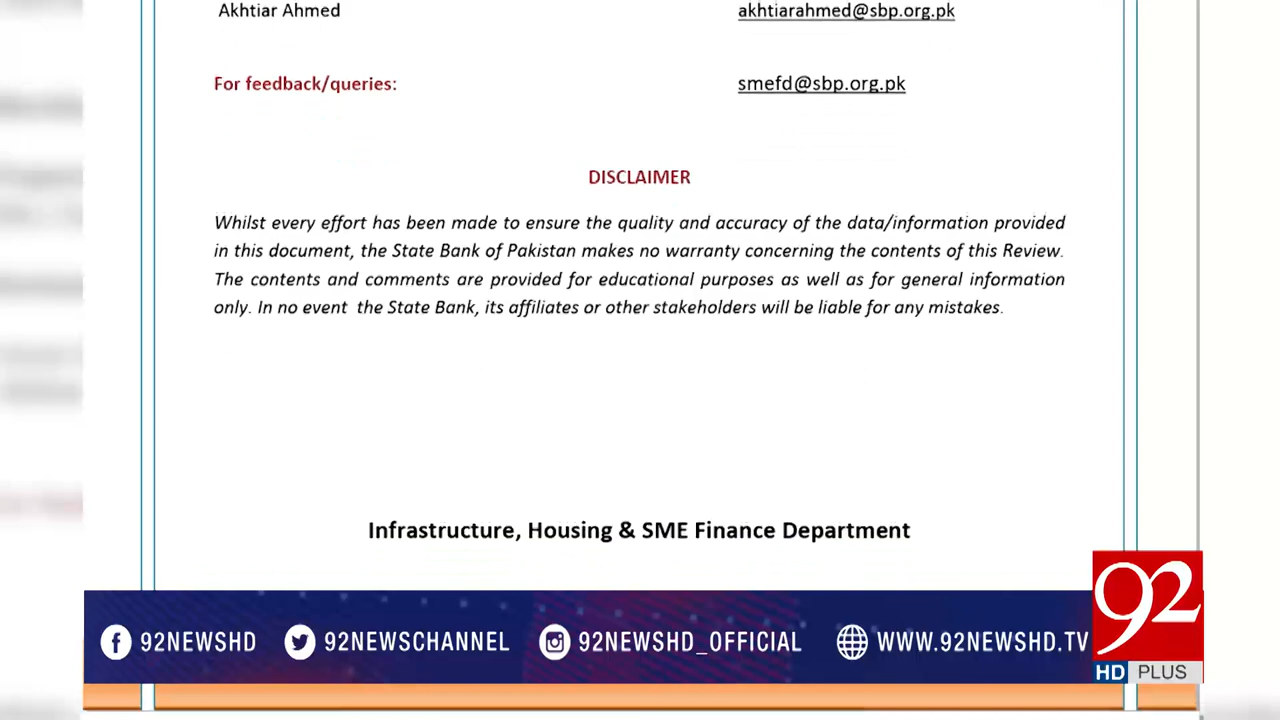 Akhtiar Ahmed akhtiarahmed@sbp.org.pk
For feedback/queries: smefd@sbp.org.pk
DISCLAIMER
Whilst every effort has been made to ensure the quality and accuracy of the data/information provided
in this document, the State Bank of Pakistan makes no warranty concerning the contents of this Review.
The contents and comments are provided for educational purposes as well as for general information
only. In no event the State Bank, its affiliates or other stakeholders will be liable for any mistakes.
Infrastructure, Housing & SME Finance Department
92NEWSHD 92NEWSCHANNEL 92NEWSHD_OFFICIAL WWW.92NEWSHD.TV
92
HD PLUS